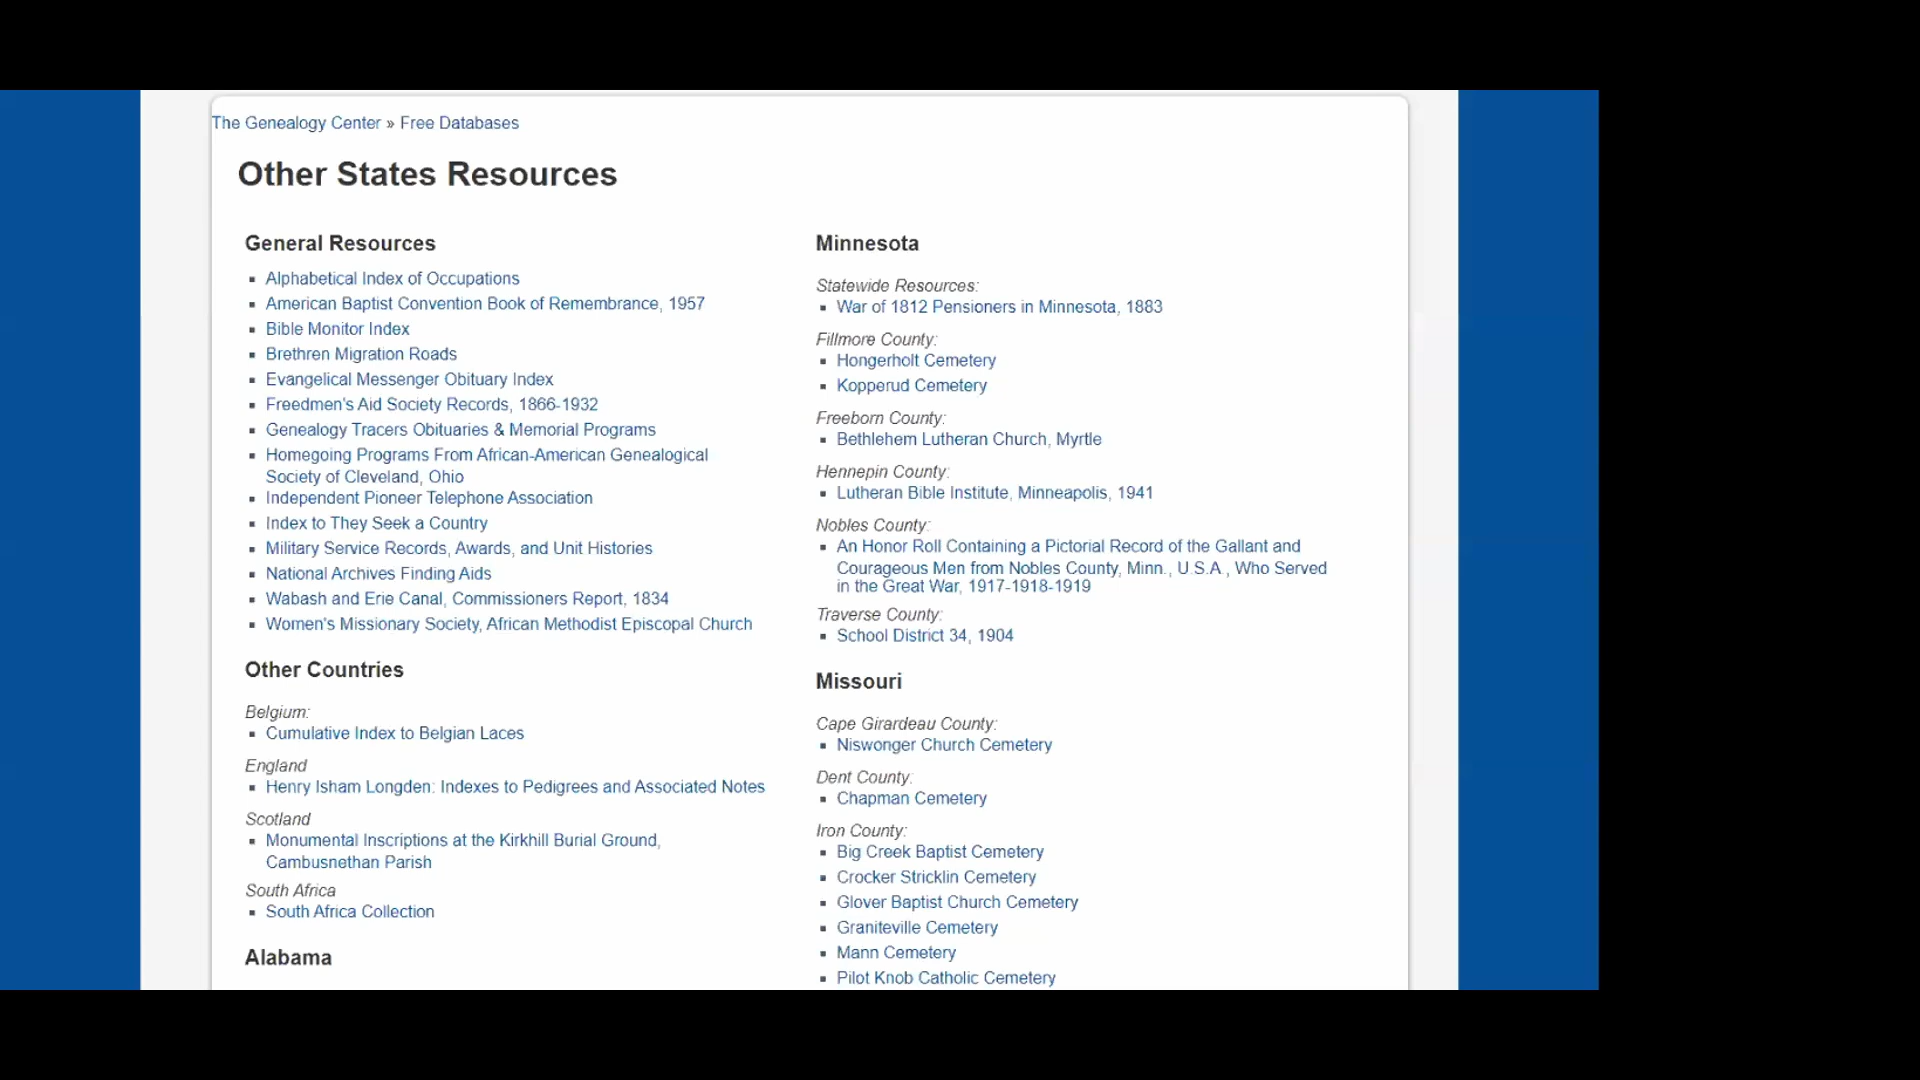 The Genealogy Center » Free Databases
Other States Resources
General Resources
Alphabetical Index of Occupations
American Baptist Convention Book of Remembrance, 1957
Bible Monitor Index
Brethren Migration Roads
Evangelical Messenger Obituary Index
Freedmen's Aid Society Records, 1866-1932
Genealogy Tracers Obituaries & Memorial Programs
Homegoing Programs From African-American Genealogical
Society of Cleveland, Ohio
Independent Pioneer Telephone Association
Index to They Seek a Country
Military Service Records, Awards, and Unit Histories
National Archives Finding Aids
Wabash and Erie Canal, Commissioners Report, 1834
Women's Missionary Society, African Methodist Episcopal Church
Other Countries
Belgium:
Cumulative Index to Belgian Laces
England
Henry Isham Longden: Indexes to Pedigrees and Associated Notes
Scotland
Monumental Inscriptions at the Kirkhill Burial Ground,
Cambusnethan Parish
South Africa
South Africa Collection
Alabama
Minnesota
Statewide Resources:
War of 1812 Pensioners in Minnesota, 1883
Fillmore County:
Hongerholt Cemetery
Kopperud Cemetery
Freeborn County:
Bethlehem Lutheran Church, Myrtle
Hennepin County:
Lutheran Bible Institute, Minneapolis, 1941
Nobles County:
An Honor Roll Containing a Pictorial Record of the Gallant and
Courageous Men from Nobles County, Minn., U.S.A., Who Served
in the Great War, 1917-1918-1919
Traverse County:
School District 34, 1904
Missouri
Cape Girardeau County:
Niswonger Church Cemetery
Dent County:
Chapman Cemetery
Iron County:
Big Creek Baptist Cemetery
Crocker Stricklin Cemetery
Glover Baptist Church Cemetery
Graniteville Cemetery
Mann Cemetery
Pilot Knob Catholic Cemetery